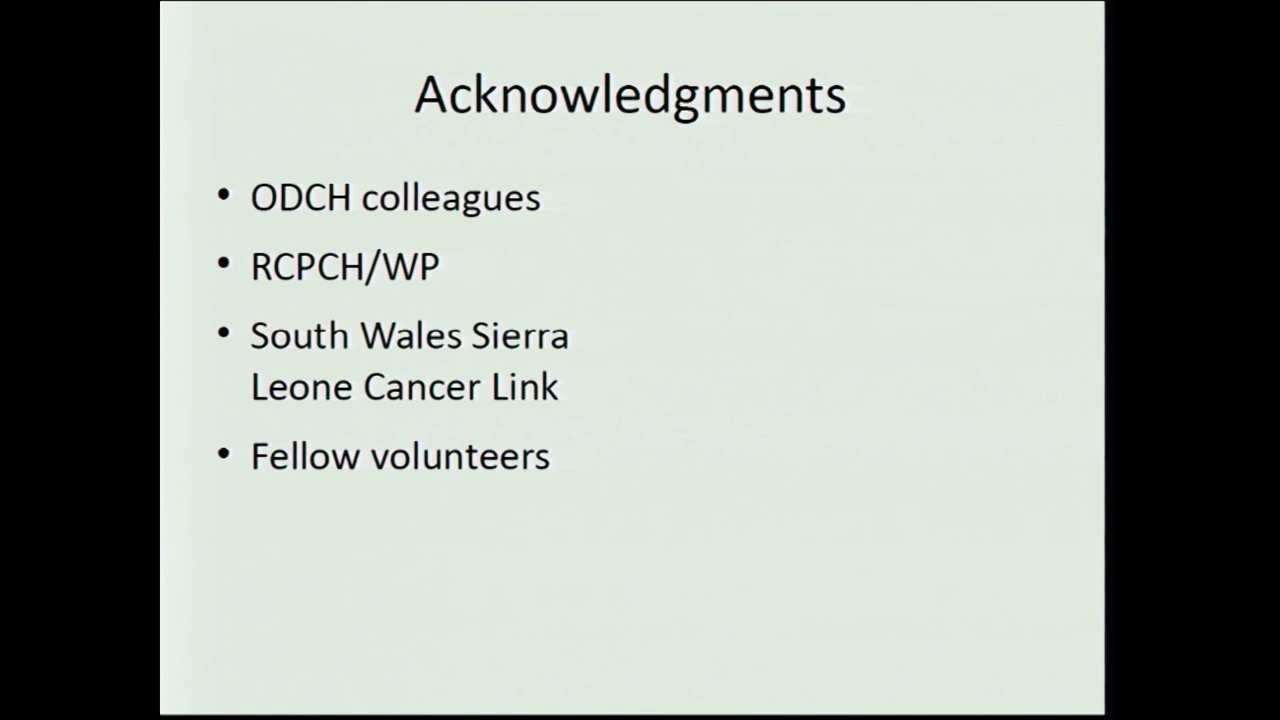 Acknowledgments
• ODCH colleagues
• RCPCH/WP
• South Wales Sierra
Leone Cancer Link
• Fellow volunteers